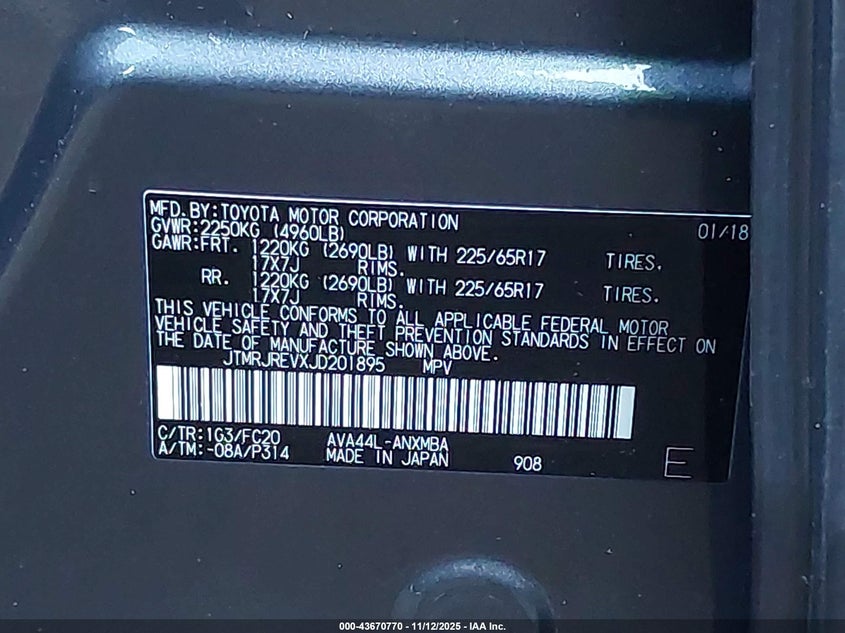 MFD.BY:TOYOTA MOTOR CORPORATION 01/18
GVWR:2250KG (4960LB)
GAWR:FRT. 1220KG (2690LB) WITH 225/65R17 TIRES,
17X7J RIMS.
RR. 1220KG (2690LB) WITH 225/65R17 TIRES.
17X7J RIMS.
THIS VEHICLE CONFORMS TO ALL APPLICABLE FEDERAL MOTOR
VEHICLE SAFETY AND THEFT PREVENTION STANDARDS IN EFFECT ON
THE DATE OF MANUFACTURE SHOWN ABOVE.
JTMRJREVXJD201895 MPV
C/TR:1G3/FC20 AVA44L-ANXMBA
A/TM:-08A/P314 MADE IN JAPAN 908 E
000-43670770 - 11/12/2025 - IAA Inc.